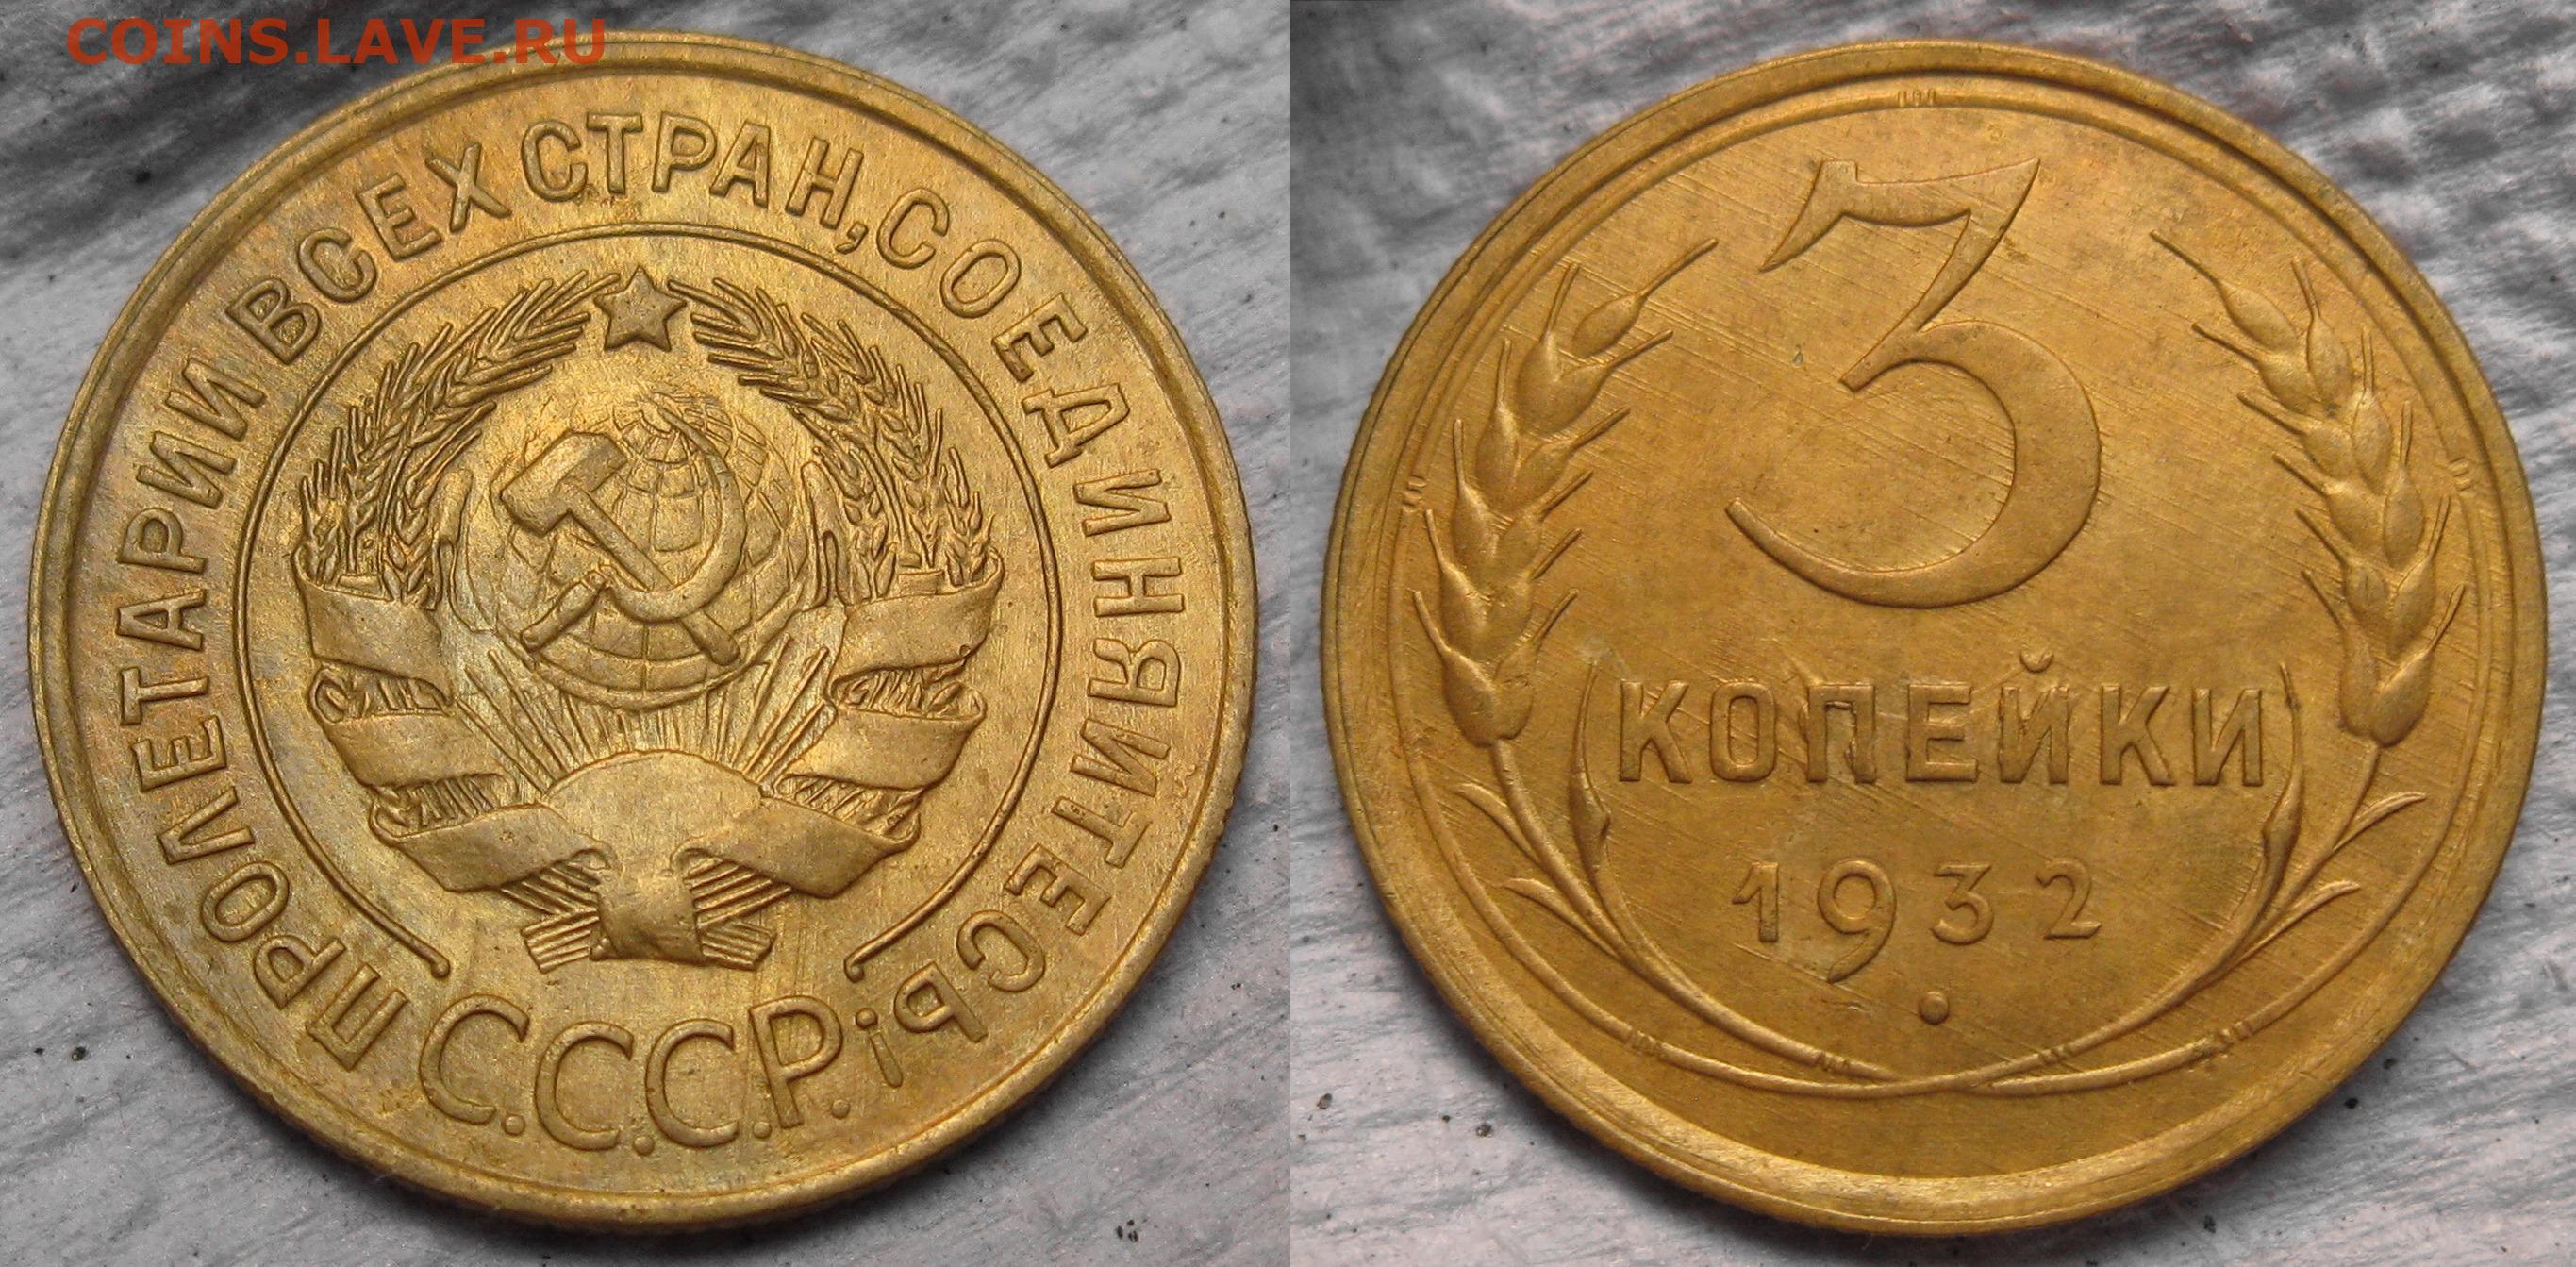 COINS.LAVE.RU
ПРОЛЕТАРИИ ВСЕХ СТРАН, СОЕДИНЯЙТЕСЬ!
С.С.С.Р.
3
КОПЕЙКИ
1932